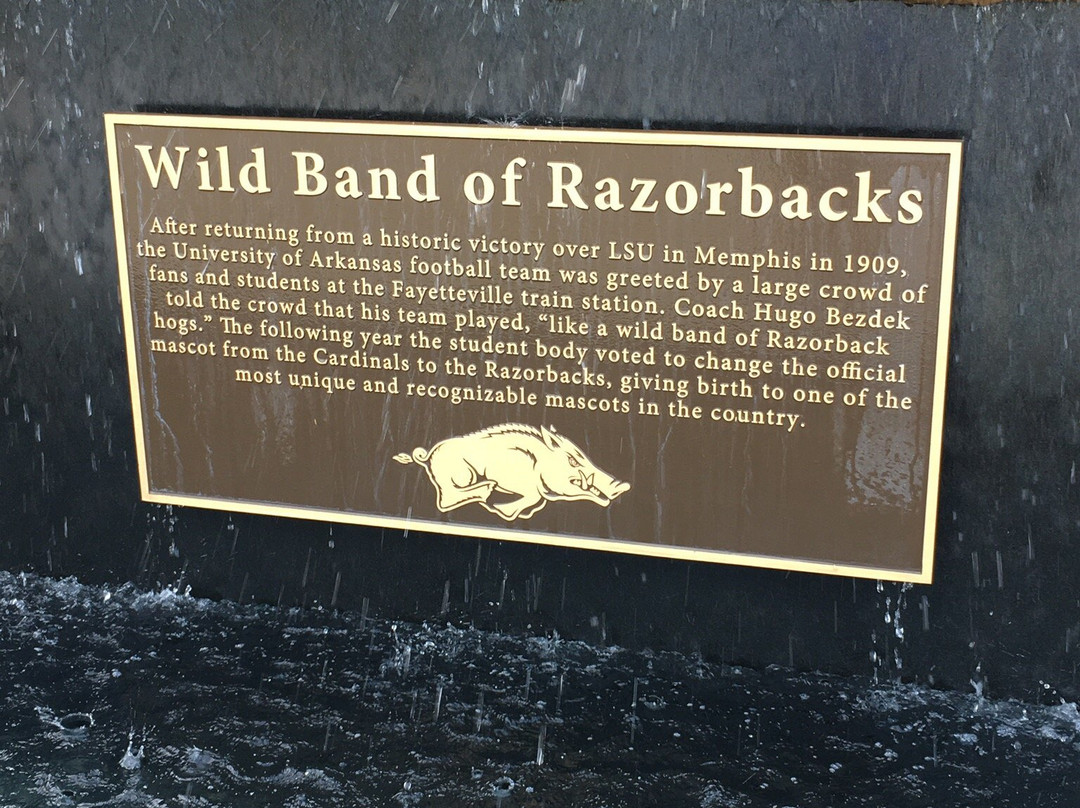 Wild Band of Razorbacks
After returning from a historic victory over LSU in Memphis in 1909,
the University of Arkansas football team was greeted by a large crowd of
fans and students at the Fayetteville train station. Coach Hugo Bezdek
told the crowd that his team played, “like a wild band of Razorback
hogs.” The following year the student body voted to change the official
mascot from the Cardinals to the Razorbacks, giving birth to one of the
most unique and recognizable mascots in the country.